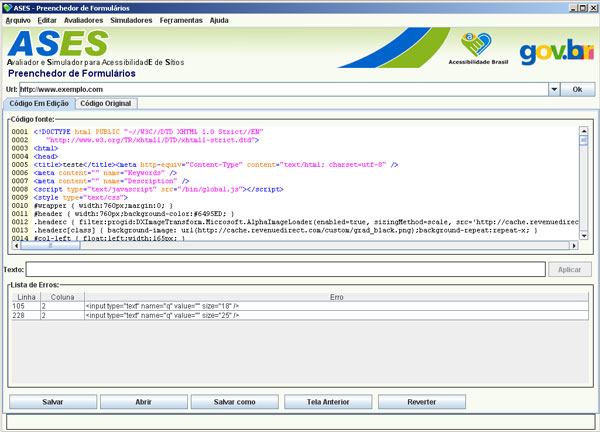 ASES - Preenchedor de Formulários
Arquivo Editar Avaliadores Simuladores Ferramentas Ajuda
ASES
Avaliador e Simulador para AcessibilidadE de Sítios
Acessibilidade Brasil
gov.br
Preenchedor de Formulários
Url: http://www.exemplo.com Ok
Código Em Edição Código Original
Código fonte:
0001 <!DOCTYPE html PUBLIC "-//W3C//DTD XHTML 1.0 Strict//EN"
0002 "http://www.w3.org/TR/xhtml1/DTD/xhtml1-strict.dtd">
0003 <html>
0004 <head>
0005 <title>teste</title><meta http-equiv="Content-Type" content="text/html; charset=utf-8" />
0006 <meta content="" name="Keywords" />
0007 <meta content="" name="Description" />
0008 <script type="text/javascript" src="/bin/global.js"></script>
0009 <style type="text/css">
0010 #wrapper { width:760px;margin:0; }
0011 #header { width:760px;background-color:#6495ED; }
0012 .headerc { filter:progid:DXImageTransform.Microsoft.AlphaImageLoader(enabled=true, sizingMethod=scale, src='http://cache.revenuedirect
0013 .headerc[class] { background-image: url(http://cache.revenuedirect.com/custom/grad_black.png);background-repeat:repeat-x; }
0014 #col-left { float:left;width:165px; }
Texto: Aplicar
Lista de Erros:
Linha Coluna Erro
105 2 <input type="text" name="q" value="" size="18" />
228 2 <input type="text" name="q" value="" size="25" />
Salvar Abrir Salvar como Tela Anterior Reverter